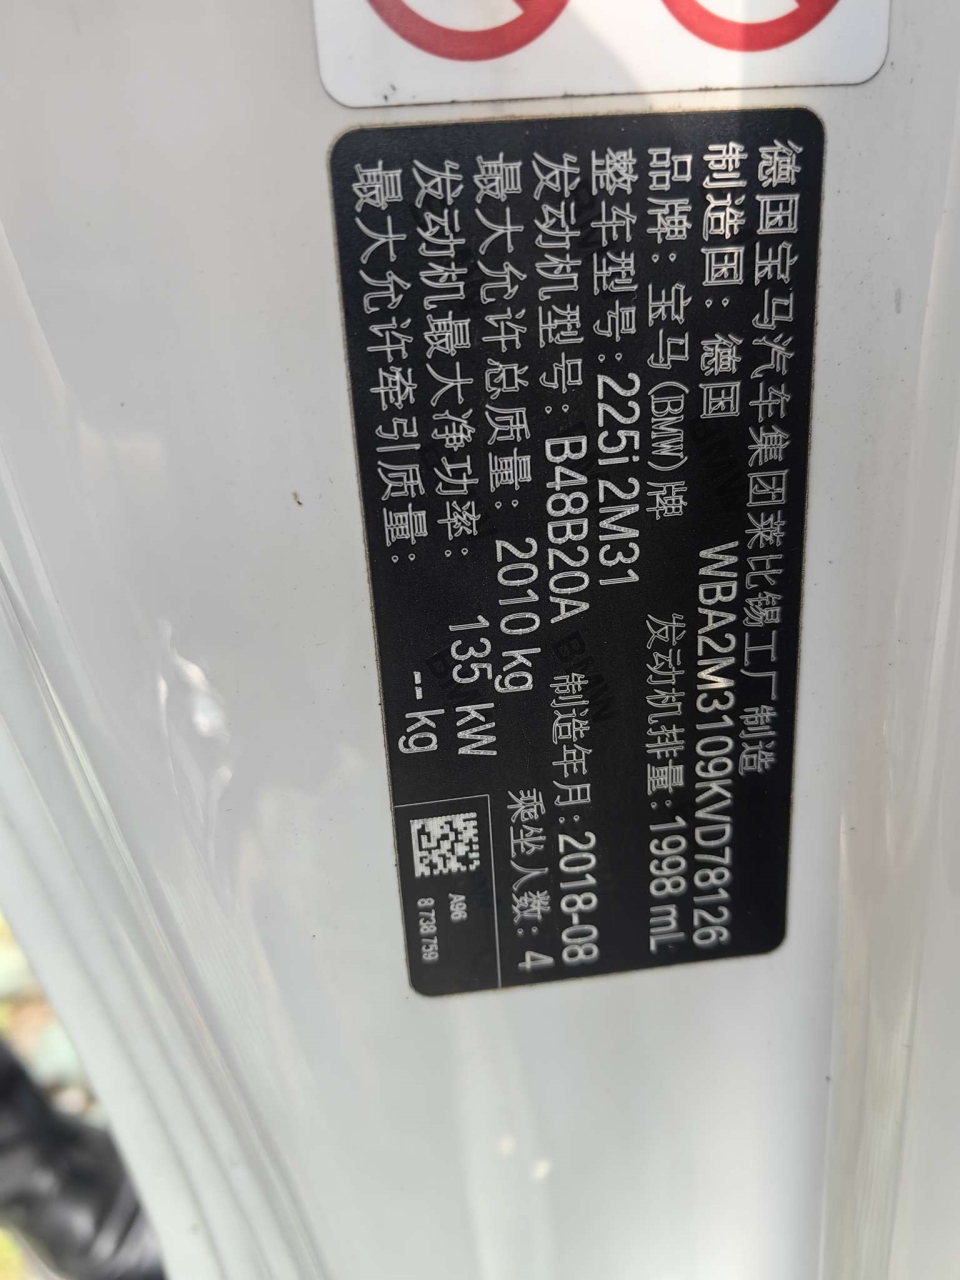 德国宝马汽车集团莱比锡工厂制造
制造国：德国 WBA2M3109KVD78126
品牌：宝马(BMW)牌 发动机排量：1998 mL
整车型号：225i 2M31
发动机型号：B48B20A 制造年月：2018-08
最大允许总质量：2010 kg 乘坐人数：4
发动机最大净功率：135 kW
最大允许牵引质量：-- kg
A96
8 738 759